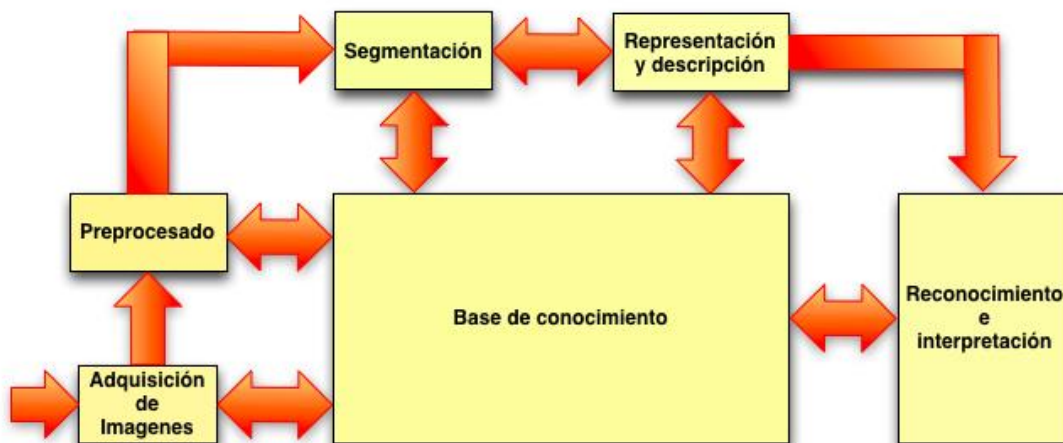 Segmentación
Representación
y descripción
Preprocesado
Base de conocimiento
Reconocimiento
e
interpretación
Adquisición
de
Imagenes